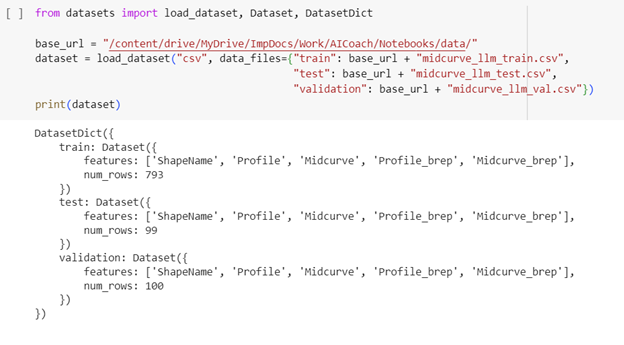 [ ] from datasets import load_dataset, Dataset, DatasetDict
base_url = "/content/drive/MyDrive/ImpDocs/Work/AICoach/Notebooks/data/"
dataset = load_dataset("csv", data_files={"train": base_url + "midcurve_llm_train.csv",
"test": base_url + "midcurve_llm_test.csv",
"validation": base_url + "midcurve_llm_val.csv"})
print(dataset)
DatasetDict({
train: Dataset({
features: ['ShapeName', 'Profile', 'Midcurve', 'Profile_brep', 'Midcurve_brep'],
num_rows: 793
})
test: Dataset({
features: ['ShapeName', 'Profile', 'Midcurve', 'Profile_brep', 'Midcurve_brep'],
num_rows: 99
})
validation: Dataset({
features: ['ShapeName', 'Profile', 'Midcurve', 'Profile_brep', 'Midcurve_brep'],
num_rows: 100
})
})